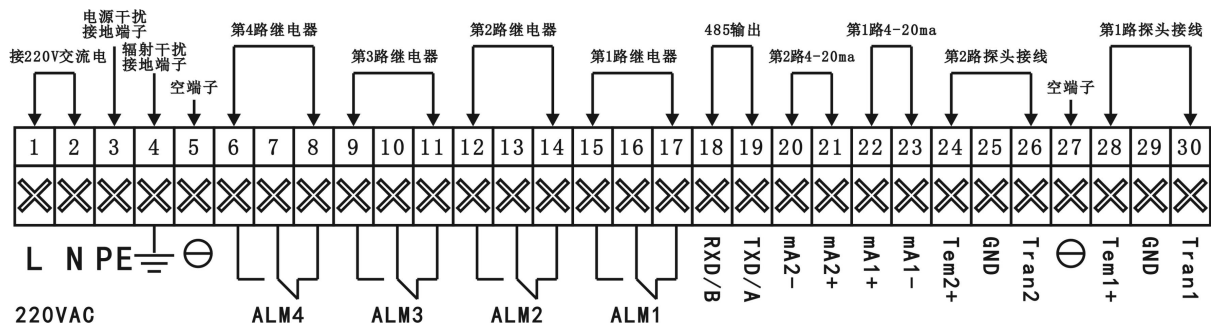 电源干扰
接地端子
接220V交流电
辐射干扰
接地端子
空端子
第4路继电器
第3路继电器
第2路继电器
第1路继电器
485输出
第2路4-20ma
第1路4-20ma
第2路探头接线
空端子
第1路探头接线
1 2 3 4 5 6 7 8 9 10 11 12 13 14 15 16 17 18 19 20 21 22 23 24 25 26 27 28 29 30
L N PE
RXD/B
TXD/A
mA2-
mA2+
mA1+
mA1-
Tem2+
GND
Tran2
Tem1+
GND
Tran1
220VAC
ALM4
ALM3
ALM2
ALM1